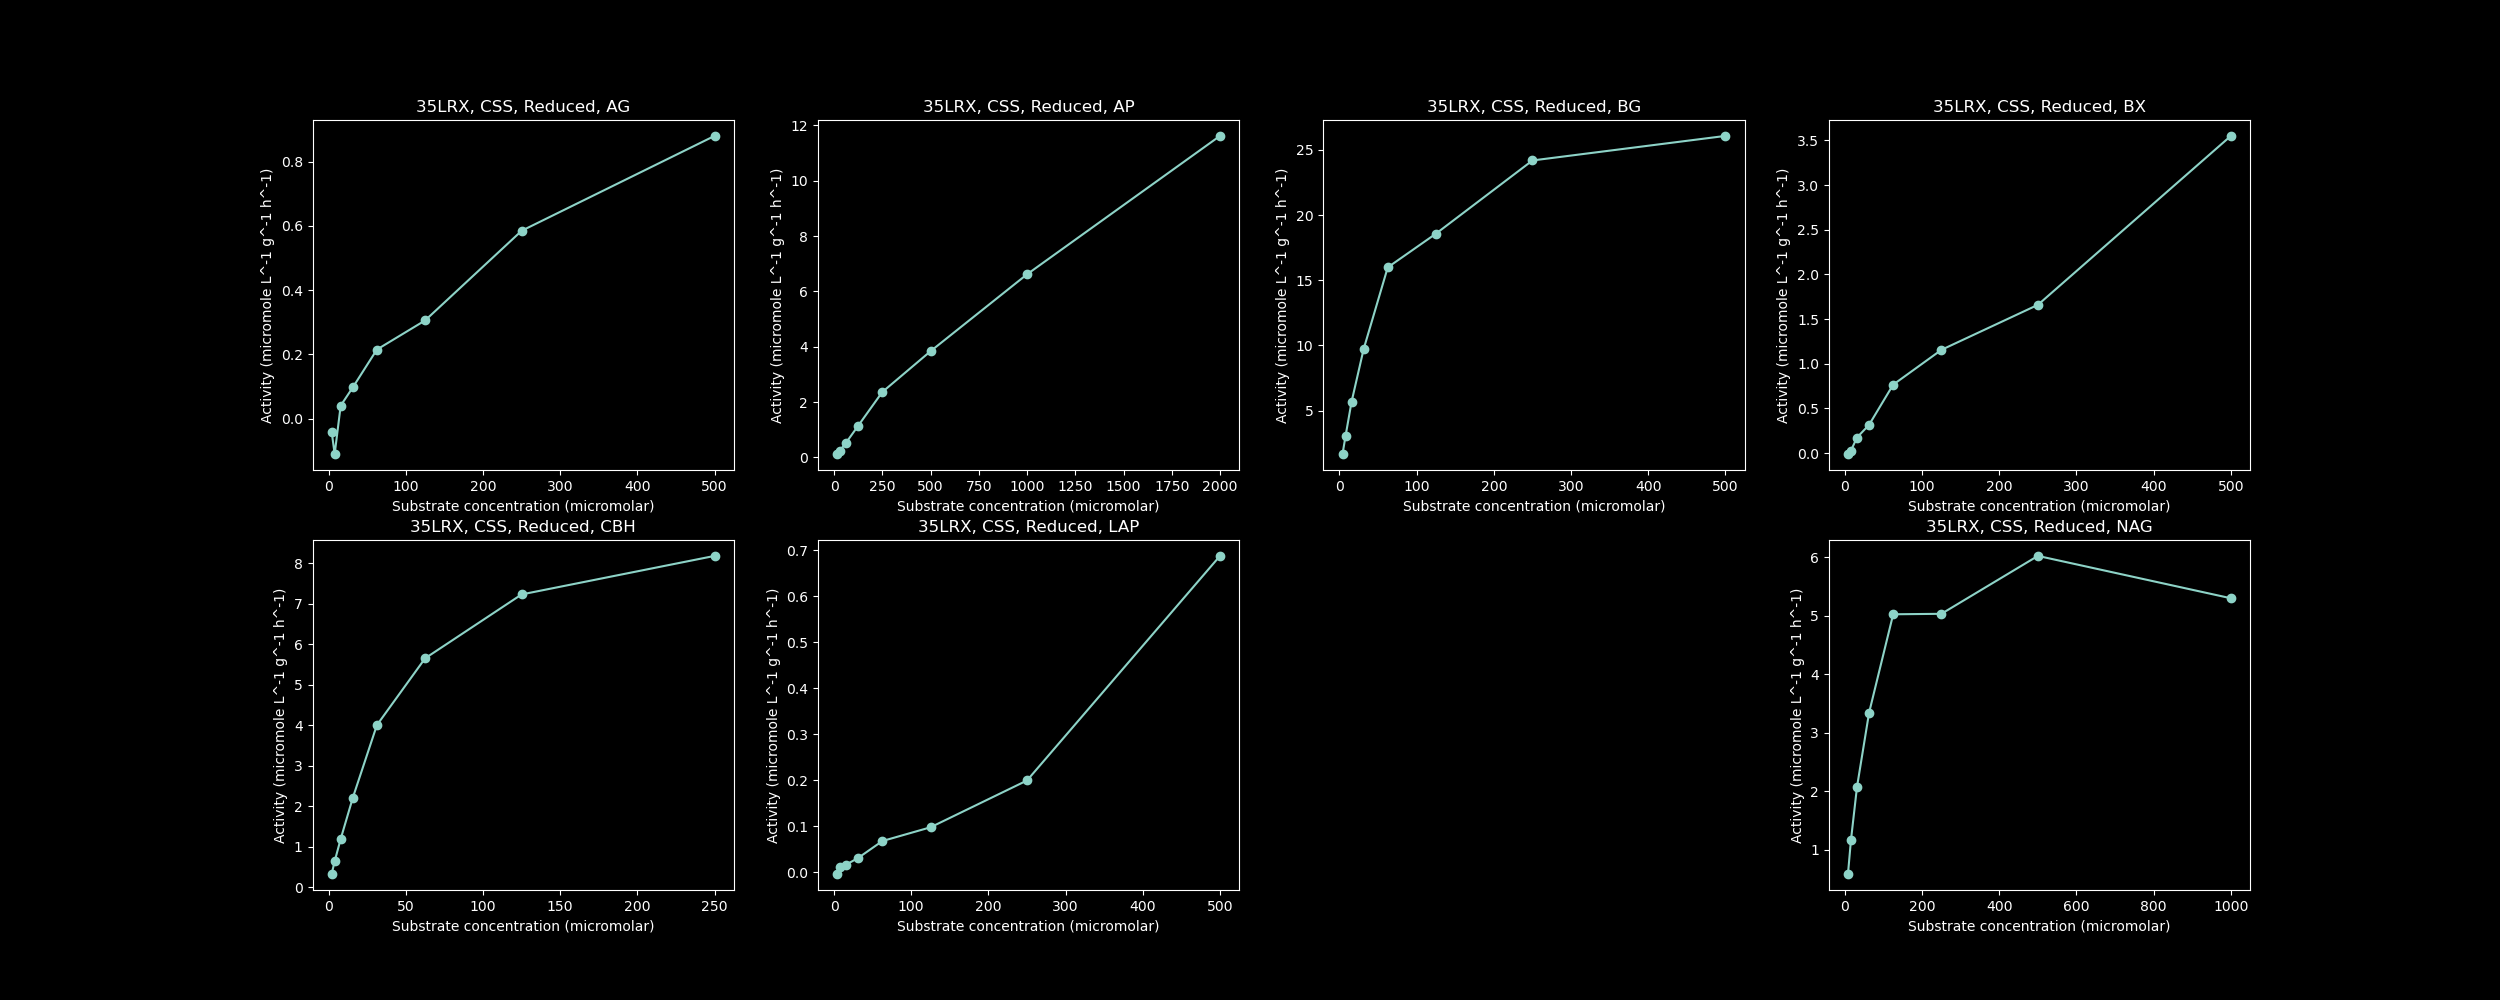 35LRX, CSS, Reduced, AG
Activity (micromole L^-1 g^-1 h^-1)
0.8
0.6
0.4
0.2
0.0
0 100 200 300 400 500
Substrate concentration (micromolar)
35LRX, CSS, Reduced, AP
Activity (micromole L^-1 g^-1 h^-1)
12
10
8
6
4
2
0
0 250 500 750 1000 1250 1500 1750 2000
Substrate concentration (micromolar)
35LRX, CSS, Reduced, BG
Activity (micromole L^-1 g^-1 h^-1)
25
20
15
10
5
0 100 200 300 400 500
Substrate concentration (micromolar)
35LRX, CSS, Reduced, BX
Activity (micromole L^-1 g^-1 h^-1)
3.5
3.0
2.5
2.0
1.5
1.0
0.5
0.0
0 100 200 300 400 500
Substrate concentration (micromolar)
35LRX, CSS, Reduced, CBH
Activity (micromole L^-1 g^-1 h^-1)
8
7
6
5
4
3
2
1
0
0 50 100 150 200 250
Substrate concentration (micromolar)
35LRX, CSS, Reduced, LAP
Activity (micromole L^-1 g^-1 h^-1)
0.7
0.6
0.5
0.4
0.3
0.2
0.1
0.0
0 100 200 300 400 500
Substrate concentration (micromolar)
35LRX, CSS, Reduced, NAG
Activity (micromole L^-1 g^-1 h^-1)
6
5
4
3
2
1
0 200 400 600 800 1000
Substrate concentration (micromolar)